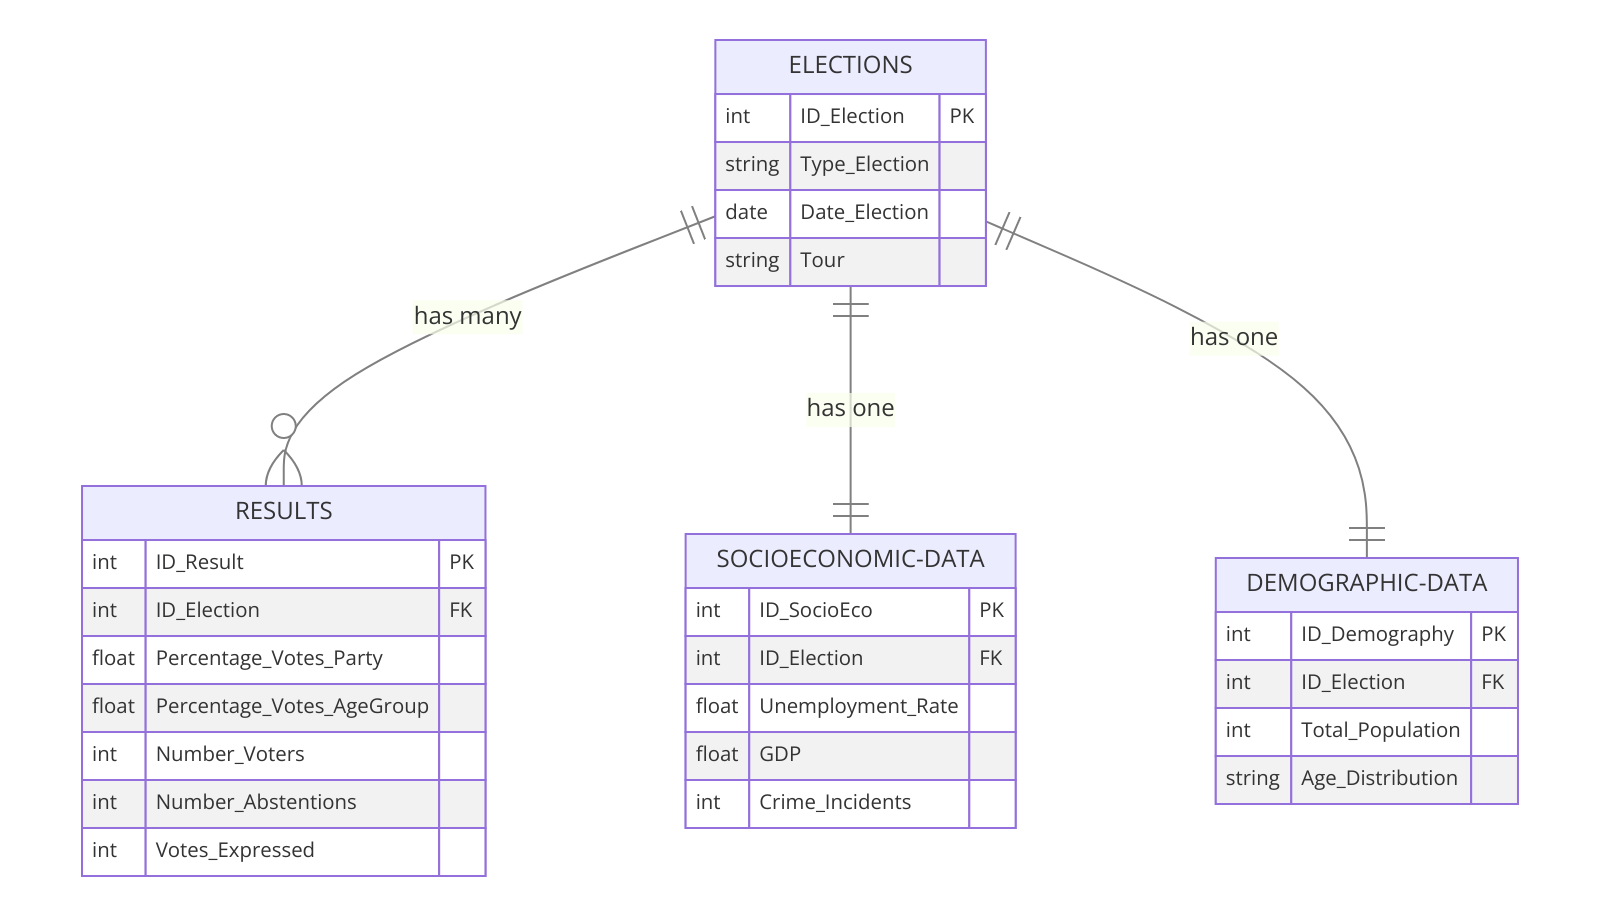 ELECTIONS
int ID_Election PK
string Type_Election
date Date_Election
string Tour
has many
has one
has one
RESULTS
int ID_Result PK
int ID_Election FK
float Percentage_Votes_Party
float Percentage_Votes_AgeGroup
int Number_Voters
int Number_Abstentions
int Votes_Expressed
SOCIOECONOMIC-DATA
int ID_SocioEco PK
int ID_Election FK
float Unemployment_Rate
float GDP
int Crime_Incidents
DEMOGRAPHIC-DATA
int ID_Demography PK
int ID_Election FK
int Total_Population
string Age_Distribution